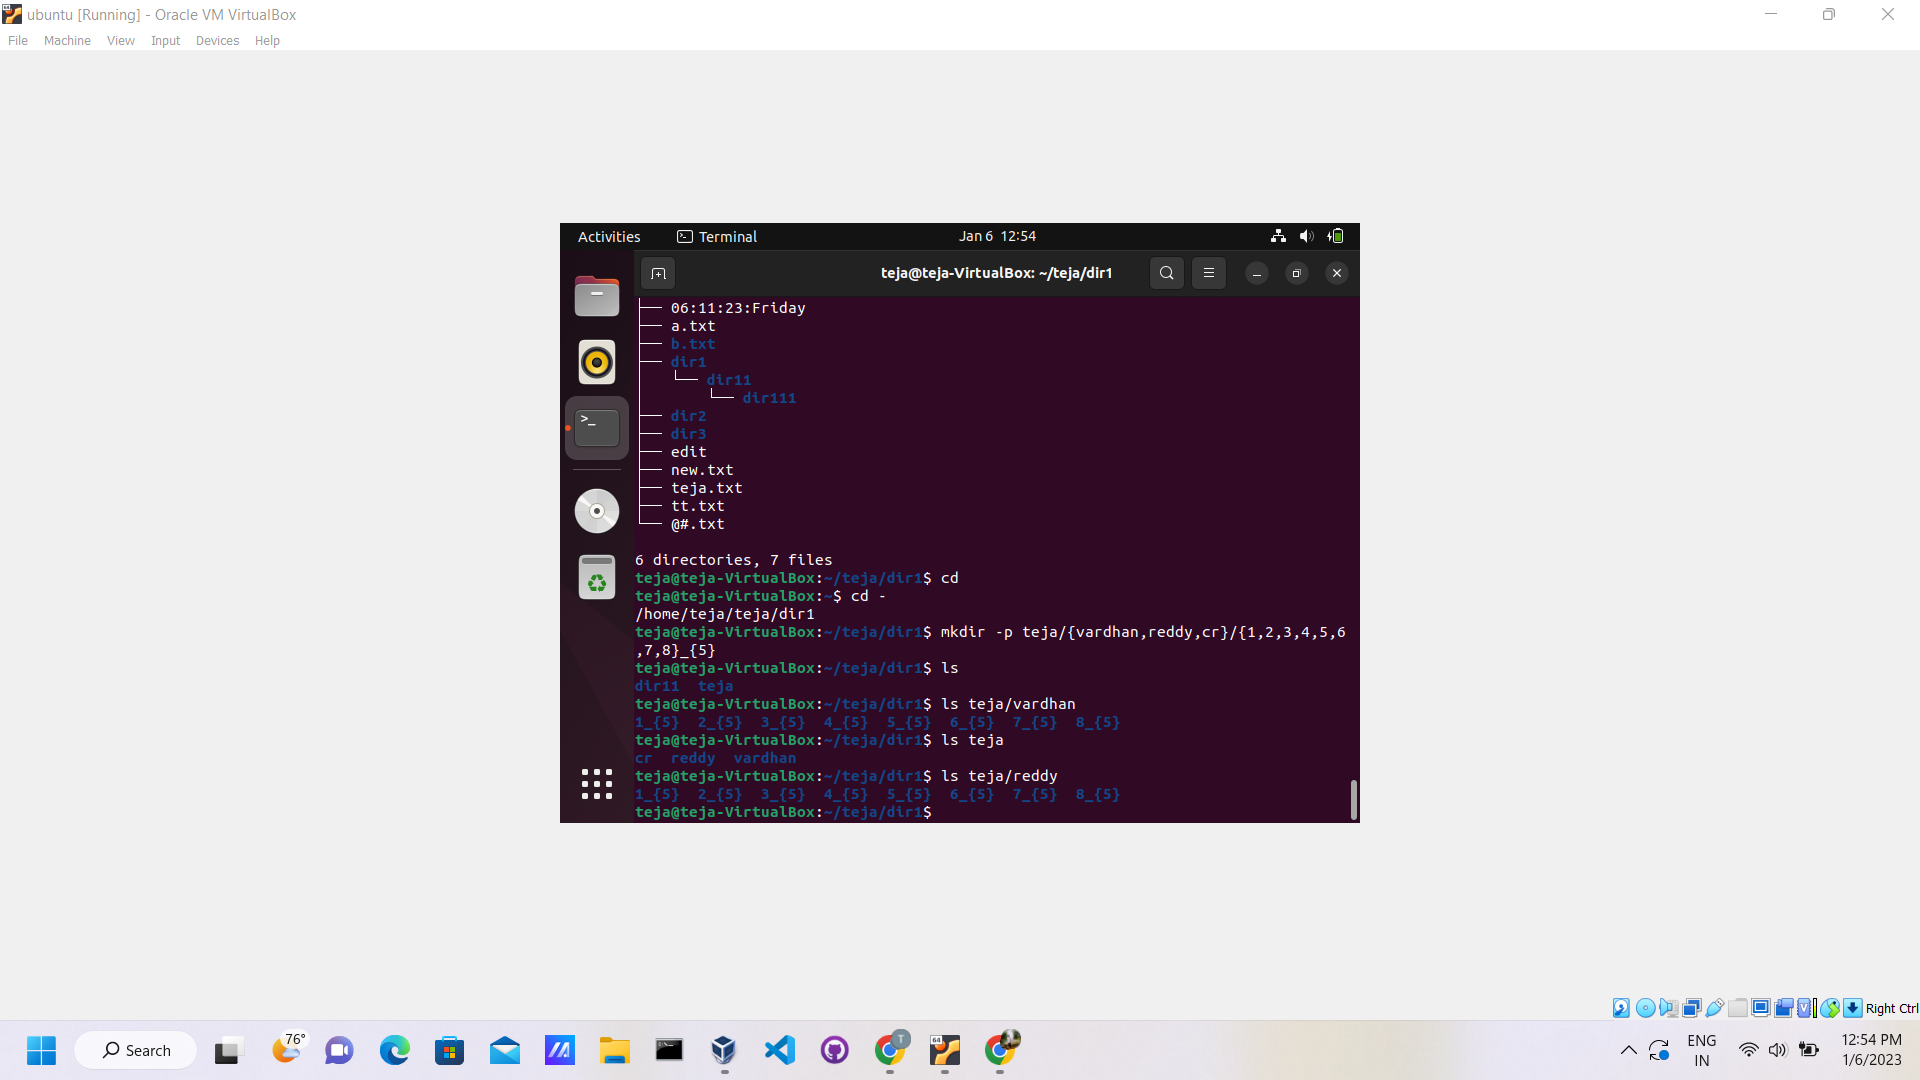 ubuntu [Running] - Oracle VM VirtualBox
File Machine View Input Devices Help
Activities Terminal Jan 6 12:54
teja@teja-VirtualBox: ~/teja/dir1
├── 06:11:23:Friday
├── a.txt
├── b.txt
├── dir1
│   └── dir11
│       └── dir111
├── dir2
├── dir3
├── edit
├── new.txt
├── teja.txt
├── tt.txt
└── @#.txt
6 directories, 7 files
teja@teja-VirtualBox:~/teja/dir1$ cd
teja@teja-VirtualBox:~$ cd -
/home/teja/teja/dir1
teja@teja-VirtualBox:~/teja/dir1$ mkdir -p teja/{vardhan,reddy,cr}/{1,2,3,4,5,6
,7,8}_{5}
teja@teja-VirtualBox:~/teja/dir1$ ls
dir11  teja
teja@teja-VirtualBox:~/teja/dir1$ ls teja/vardhan
1_{5}  2_{5}  3_{5}  4_{5}  5_{5}  6_{5}  7_{5}  8_{5}
teja@teja-VirtualBox:~/teja/dir1$ ls teja
cr  reddy  vardhan
teja@teja-VirtualBox:~/teja/dir1$ ls teja/reddy
1_{5}  2_{5}  3_{5}  4_{5}  5_{5}  6_{5}  7_{5}  8_{5}
teja@teja-VirtualBox:~/teja/dir1$
Right Ctrl
Search
76°
T
64
ENG
IN
12:54 PM
1/6/2023